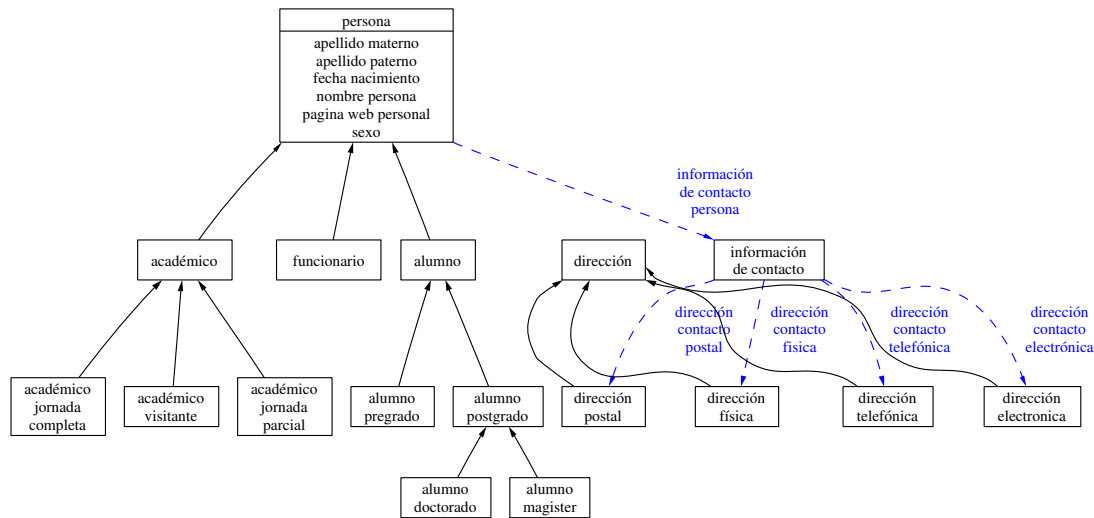 persona
apellido materno
apellido paterno
fecha nacimiento
nombre persona
pagina web personal
sexo
información
de contacto
persona
académico
funcionario
alumno
dirección
información
de contacto
dirección
contacto
postal
dirección
contacto
fisica
dirección
contacto
telefónica
dirección
contacto
electrónica
académico
jornada
completa
académico
visitante
académico
jornada
parcial
alumno
pregrado
alumno
postgrado
dirección
postal
dirección
física
dirección
telefónica
dirección
electronica
alumno
doctorado
alumno
magister